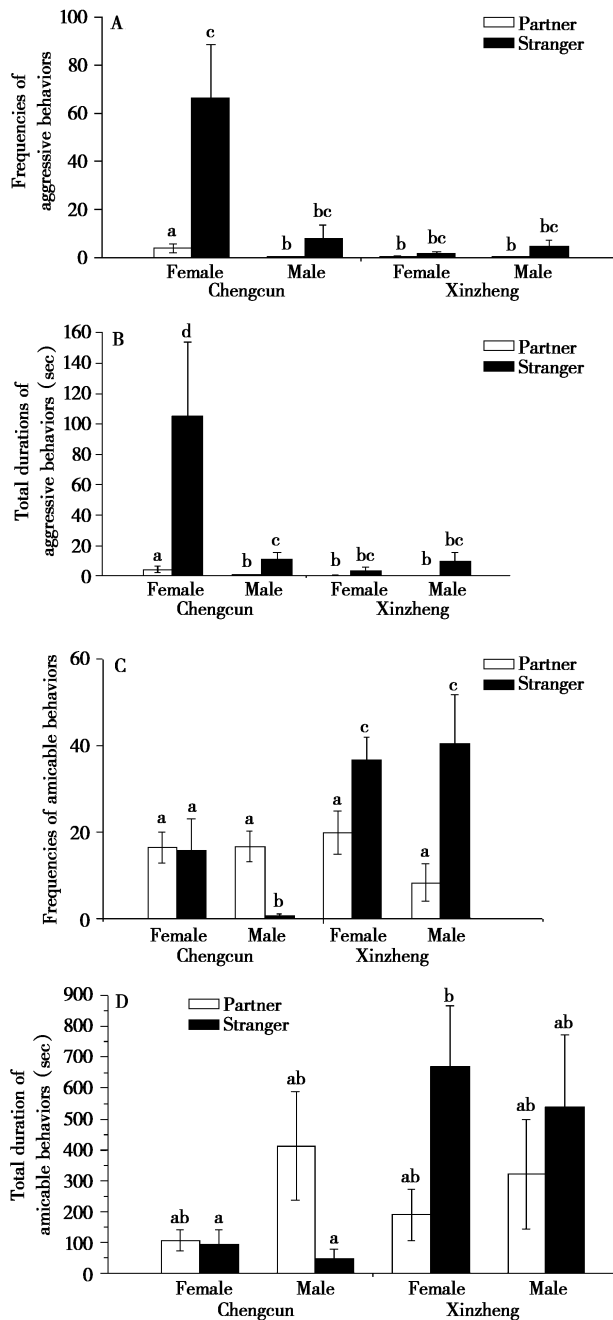 A
Partner
Stranger
Frequencies of
aggressive behaviors
100
80
60
40
20
0
a
c
b
bc
b
bc
b
bc
Female Male Female Male
Chengcun Xinzheng
B
Partner
Stranger
Total durations of
aggressive behaviors (sec)
160
140
120
100
80
60
40
20
0
a
d
b
c
b
bc
b
bc
Female Male Female Male
Chengcun Xinzheng
C
Partner
Stranger
Frequencies of amicable behaviors
60
40
20
0
a
a
a
b
a
c
a
c
Female Male Female Male
Chengcun Xinzheng
D
Partner
Stranger
Total duration of
amicable behaviors (sec)
900
800
700
600
500
400
300
200
100
0
ab
a
ab
a
ab
b
ab
ab
Female Male Female Male
Chengcun Xinzheng